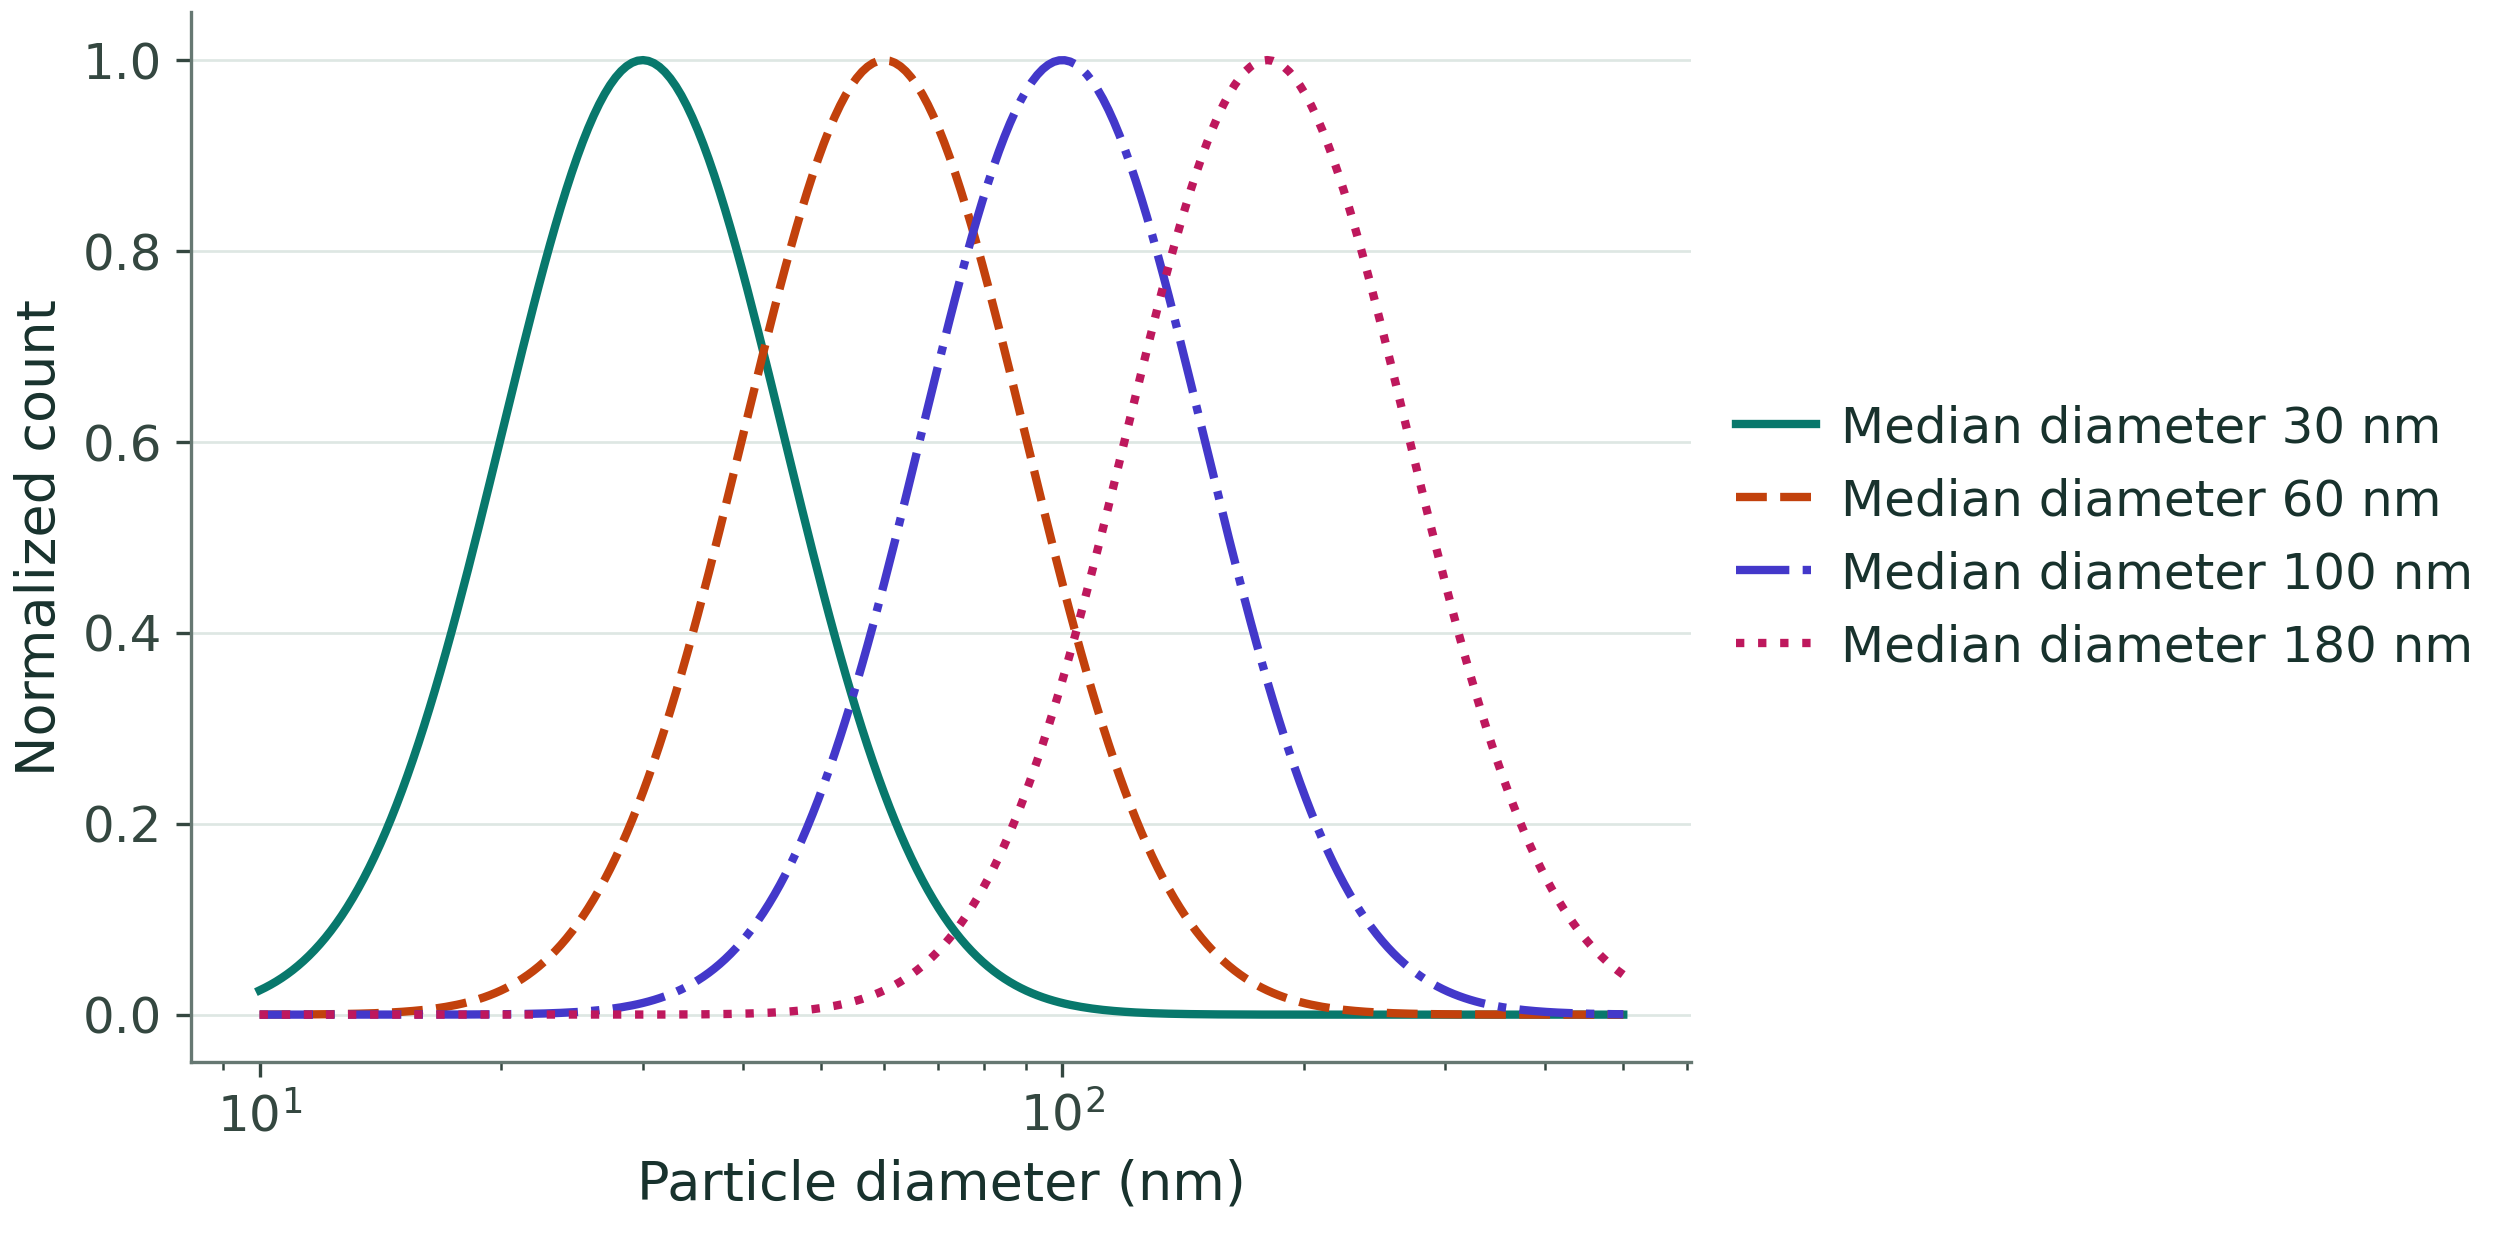 1.0
0.8
0.6
0.4
0.2
0.0
Normalized count
10¹
10²
Particle diameter (nm)
Median diameter 30 nm
Median diameter 60 nm
Median diameter 100 nm
Median diameter 180 nm